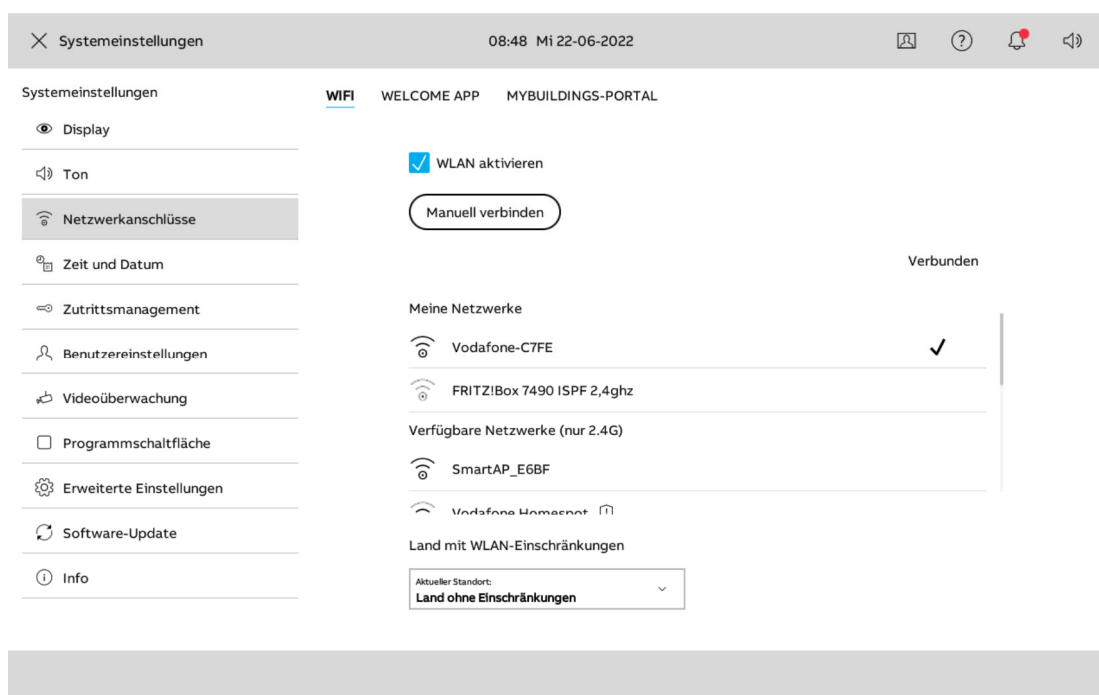 Systemeinstellungen
08:48 Mi 22-06-2022
Systemeinstellungen
Display
Ton
Netzwerkanschlüsse
Zeit und Datum
Zutrittsmanagement
Benutzereinstellungen
Videoüberwachung
Programmschaltfläche
Erweiterte Einstellungen
Software-Update
Info
WIFI WELCOME APP MYBUILDINGS-PORTAL
WLAN aktivieren
Manuell verbinden
Verbunden
Meine Netzwerke
Vodafone-C7FE
FRITZ!Box 7490 ISPF 2,4ghz
Verfügbare Netzwerke (nur 2.4G)
SmartAP_E6BF
Vodafone Homespot
Land mit WLAN-Einschränkungen
Aktueller Standort:
Land ohne Einschränkungen